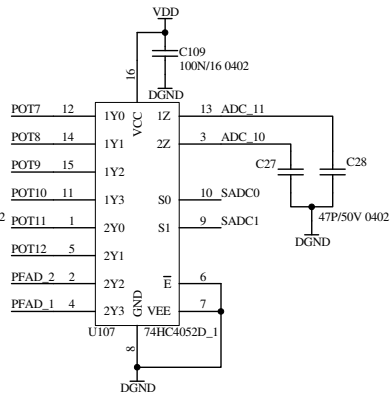 VDD
C109
100N/16 0402
DGND
16
POT7 12 1Y0 VCC 1Z 13 ADC_11
POT8 14 1Y1 2Z 3 ADC_10
POT9 15 1Y2
C27 C28
POT10 11 1Y3 S0 10 SADC0
2 POT11 1 2Y0 S1 9 SADC1
47P/50V 0402
DGND
POT12 5 2Y1
PFAD_2 2 2Y2 E 6
PFAD_1 4 2Y3 GND VEE 7
U107 74HC4052D_1
8
DGND